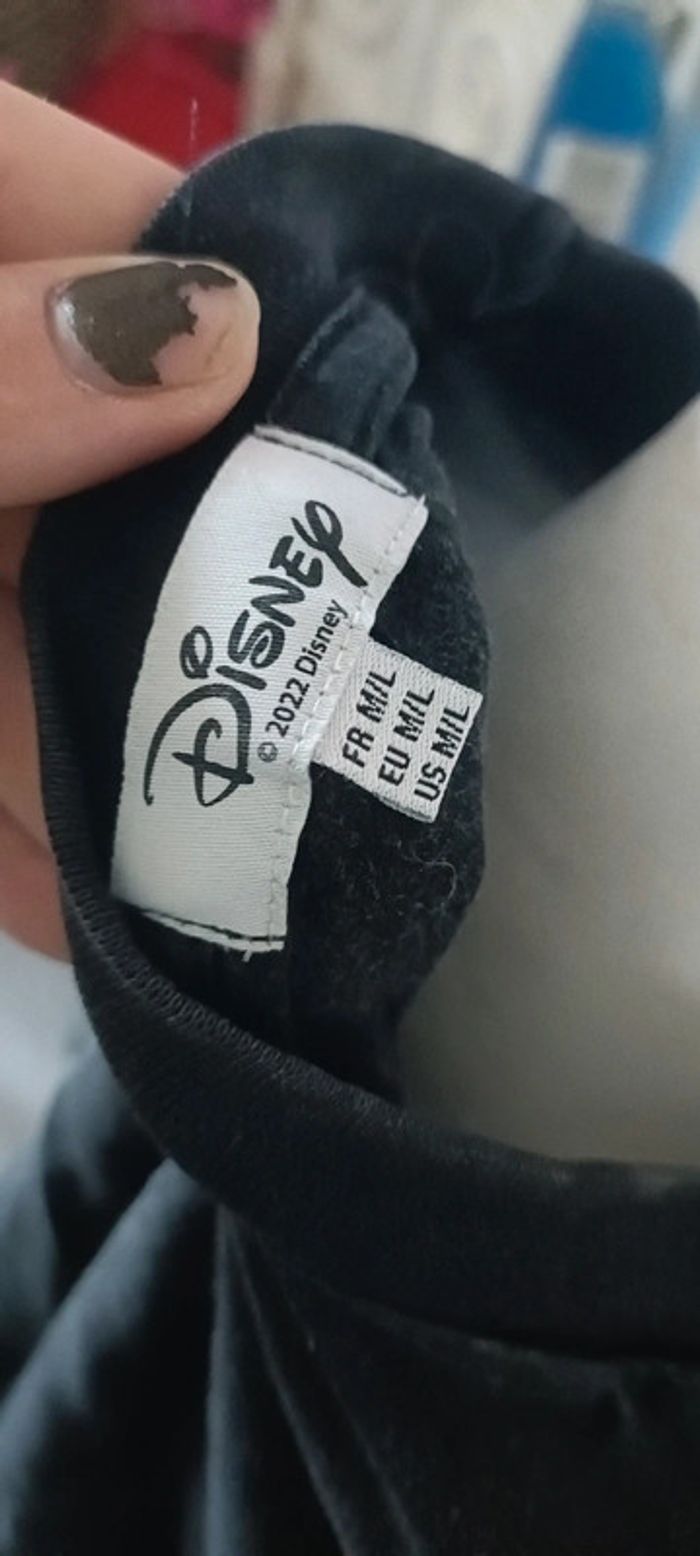 Disney
© 2022 Disney
FR M/L
EU M/L
US M/L